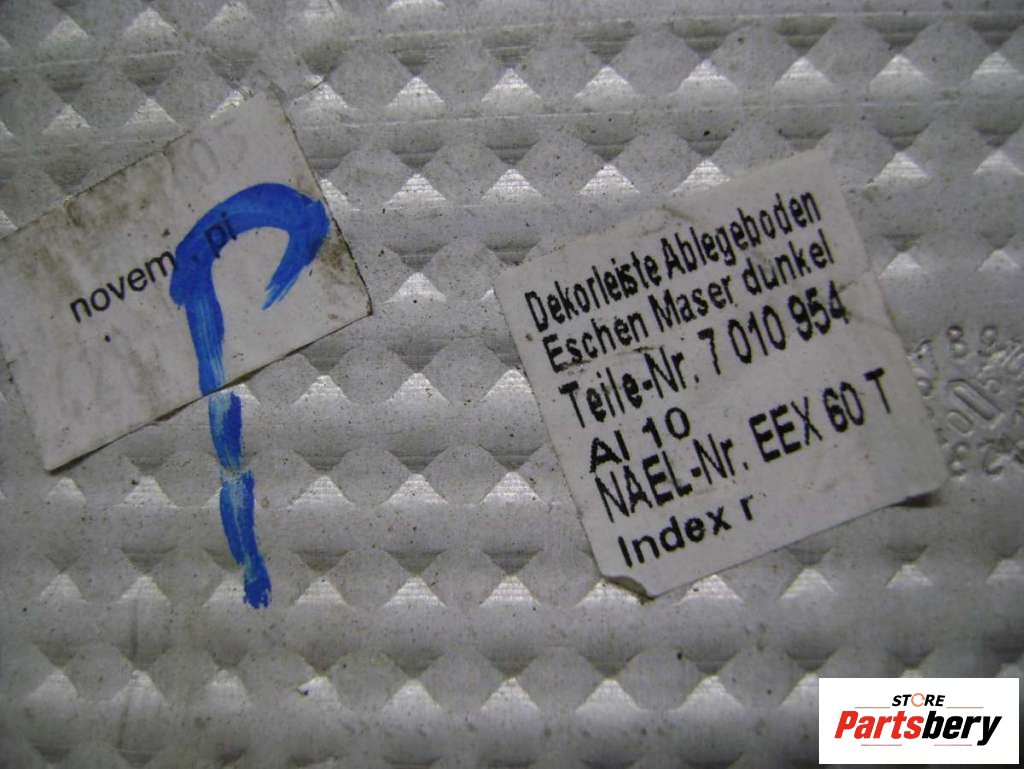 novem . pi
P
Dekorleiste Ablegeboden
Eschen Maser dunkel
Teile-Nr. 7 010 954
AI 10
NAEL-Nr. EEX 60 T
Index r
STORE
Partsbery